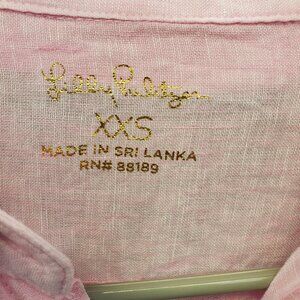 Lilly Pulitzer
XXS
MADE IN SRI LANKA
RN# 88189